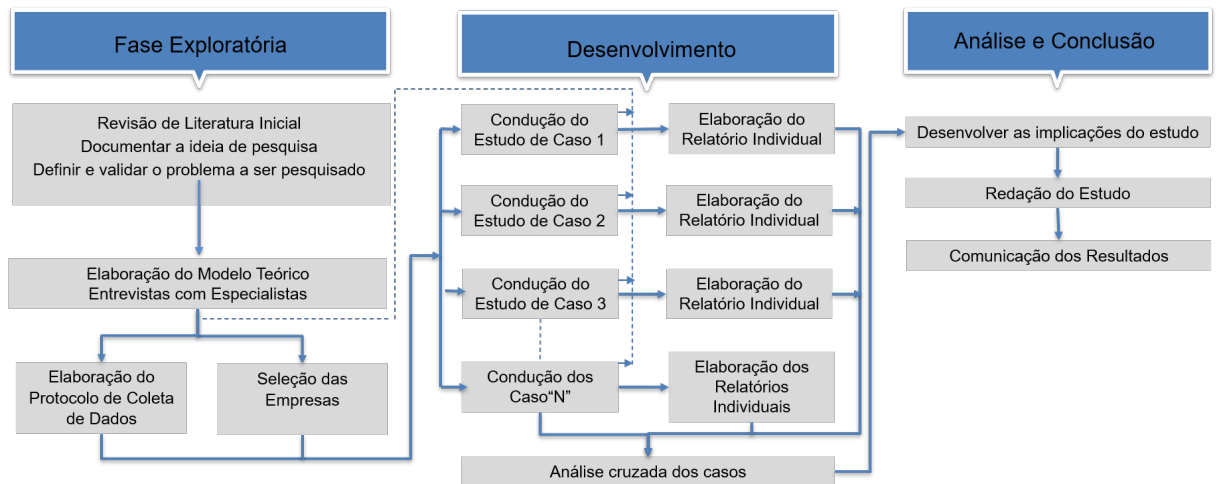 Fase Exploratória
Revisão de Literatura Inicial
Documentar a ideia de pesquisa
Definir e validar o problema a ser pesquisado
Elaboração do Modelo Teórico
Entrevistas com Especialistas
Elaboração do
Protocolo de Coleta
de Dados
Seleção das
Empresas
Desenvolvimento
Condução do
Estudo de Caso 1
Elaboração do
Relatório Individual
Condução do
Estudo de Caso 2
Elaboração do
Relatório Individual
Condução do
Estudo de Caso 3
Elaboração do
Relatório Individual
Condução dos
Caso“N”
Elaboração dos
Relatórios
Individuais
Análise cruzada dos casos
Análise e Conclusão
Desenvolver as implicações do estudo
Redação do Estudo
Comunicação dos Resultados